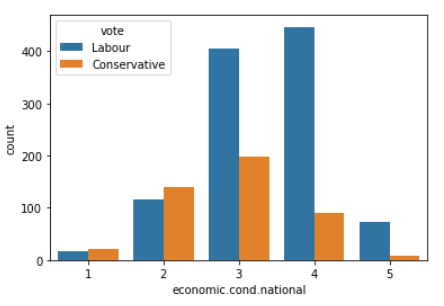 vote
Labour
Conservative
400
300
200
100
0
count
1 2 3 4 5
economic.cond.national